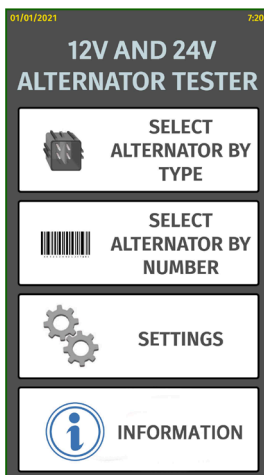 01/01/2021 7:20
12V AND 24V
ALTERNATOR TESTER
SELECT
ALTERNATOR BY
TYPE
SELECT
ALTERNATOR BY
NUMBER
SETTINGS
INFORMATION